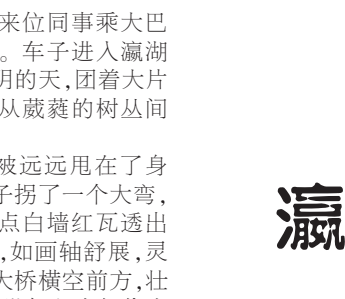 来位同事乘大巴
。车子进入瀛湖
明的天,团着大片
从葳蕤的树丛间
被远远甩在了身
子拐了一个大弯,
点白墙红瓦透出
,如画轴舒展,灵
大桥横空前方,壮
瀛